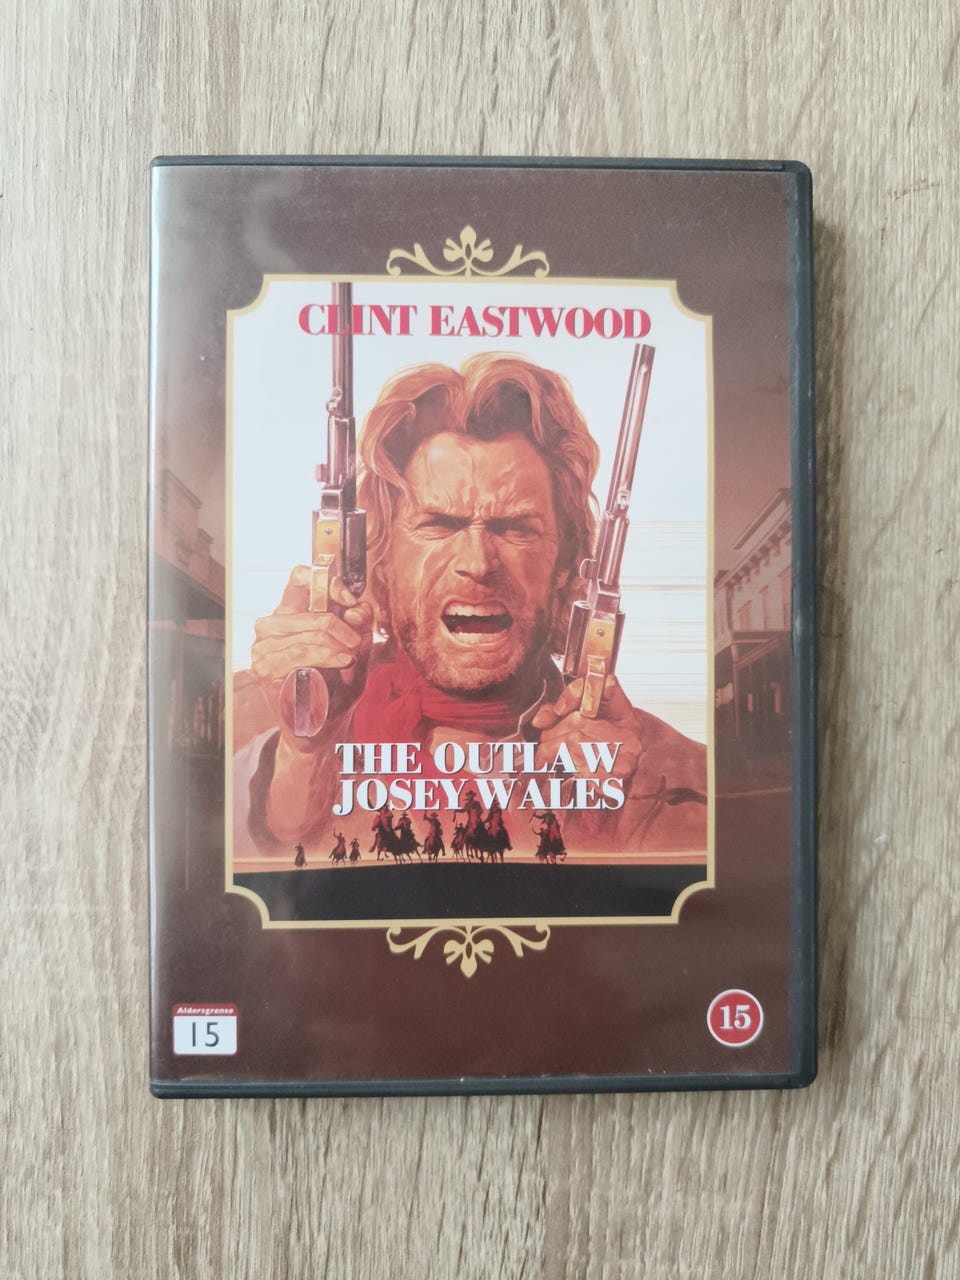 CLINT EASTWOOD
THE OUTLAW
JOSEY WALES
Aldersgrense
15
15